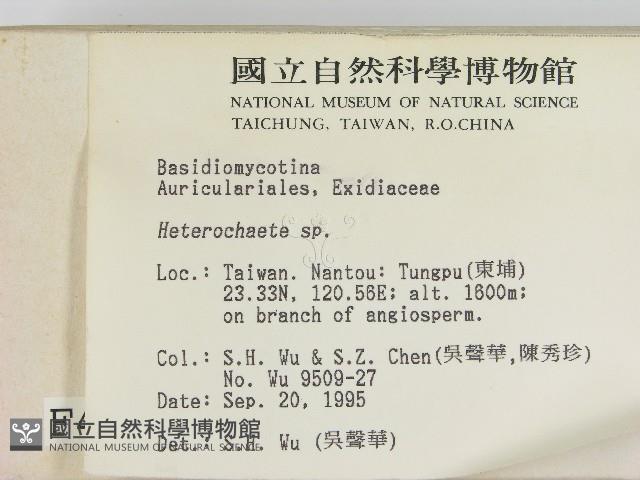 國立自然科學博物館
NATIONAL MUSEUM OF NATURAL SCIENCE
TAICHUNG, TAIWAN, R.O.CHINA
Basidiomycotina
Auriculariales, Exidiaceae
Heterochaete sp.
Loc.: Taiwan. Nantou: Tungpu(東埔)
23.33N, 120.56E; alt. 1600m;
on branch of angiosperm.
Col.: S.H. Wu & S.Z. Chen(吳聲華,陳秀珍)
No. Wu 9509-27
Date: Sep. 20, 1995
Det.: S.H. Wu (吳聲華)
國立自然科學博物館
NATIONAL MUSEUM OF NATURAL SCIENCE